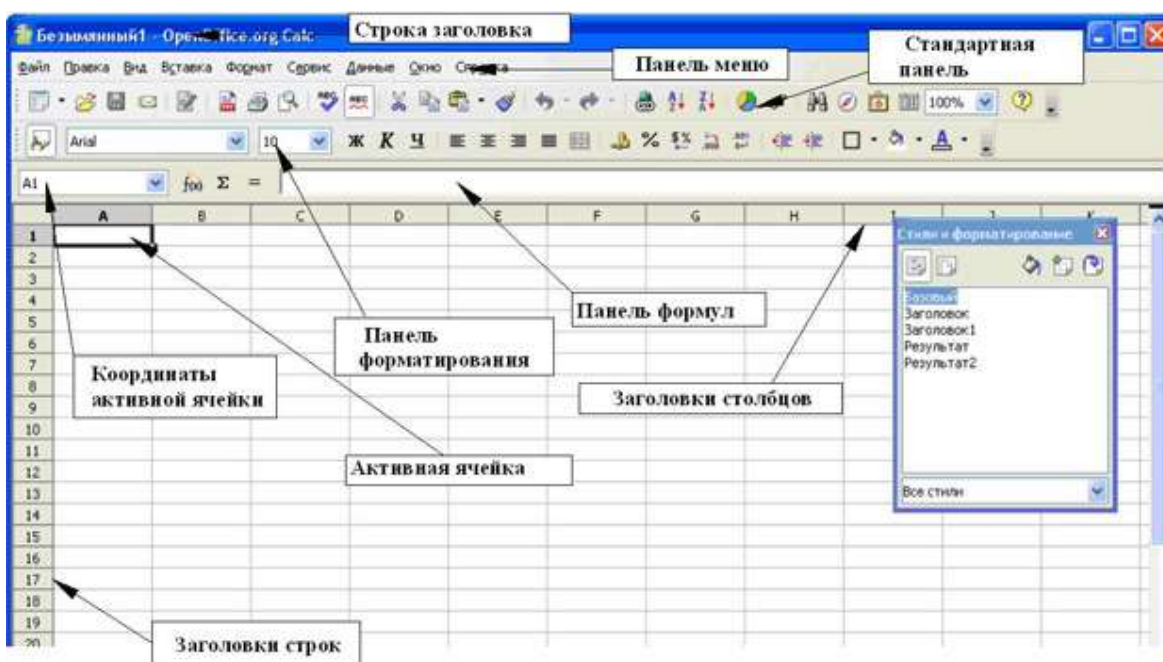 Безымянный1 - OpenOffice.org Calc
Строка заголовка
Стандартная
панель
Файл Правка Вид Вставка Формат Сервис Данные Окно Справка
Панель меню
100%
Arial 10 Ж К Ч
A1 f(x) Σ =
A B C D E F G H I J K
1
2
3
4
5
6
7
8
9
10
11
12
13
14
15
16
17
18
19
20
Стили и форматирование
Базовый
Заголовок
Заголовок1
Результат
Результат2
Все стили
Панель формул
Панель
форматирования
Координаты
активной ячейки
Заголовки столбцов
Активная ячейка
Заголовки строк